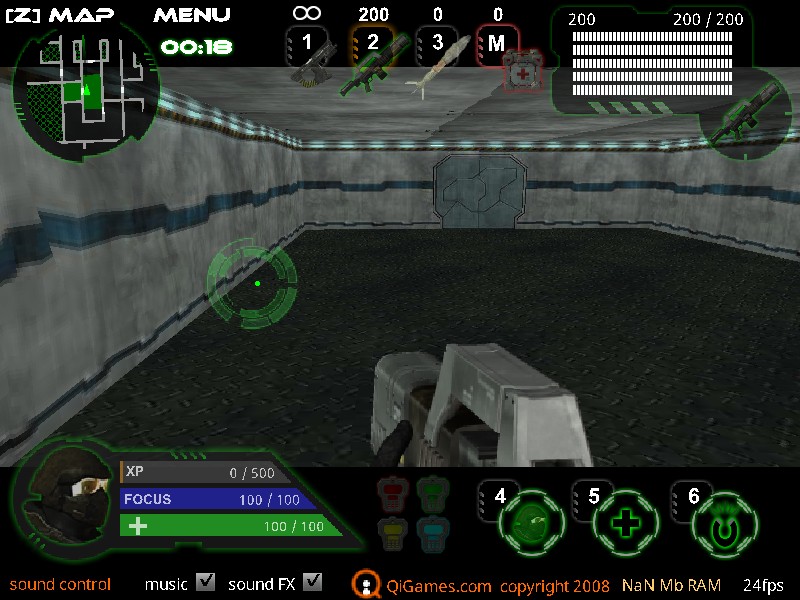 [Z] MAP MENU ∞ 200 0 0 200 200 / 200
00:18 1 2 3 M
XP 0 / 500
FOCUS 100 / 100
100 / 100
4 5 6
sound control music sound FX QiGames.com copyright 2008 NaN Mb RAM 24fps